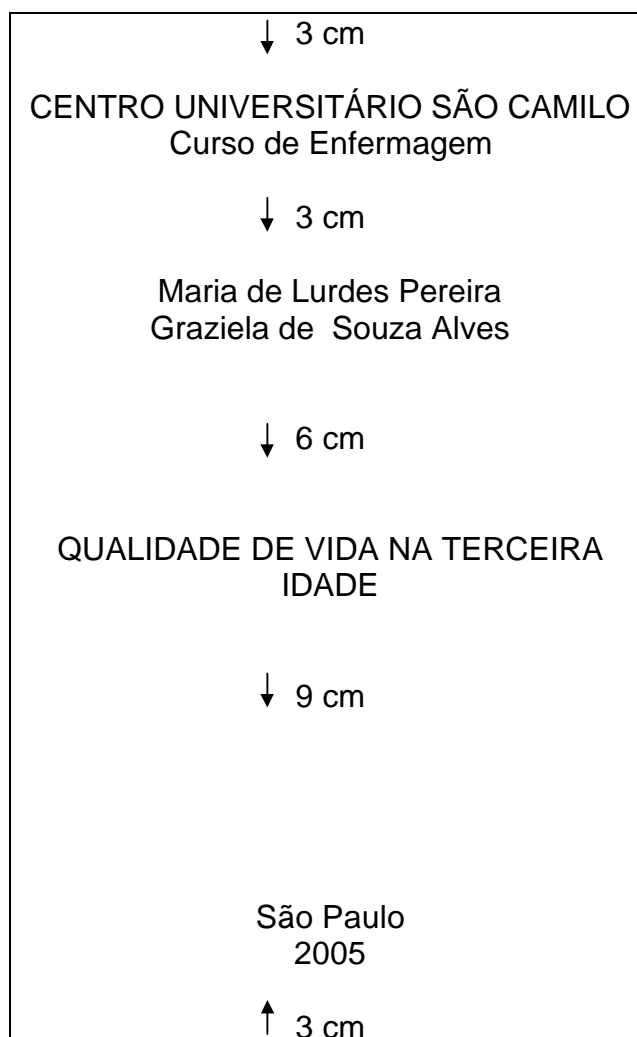 ↓ 3 cm
CENTRO UNIVERSITÁRIO SÃO CAMILO
Curso de Enfermagem
↓ 3 cm
Maria de Lurdes Pereira
Graziela de Souza Alves
↓ 6 cm
QUALIDADE DE VIDA NA TERCEIRA
IDADE
↓ 9 cm
São Paulo
2005
↑ 3 cm